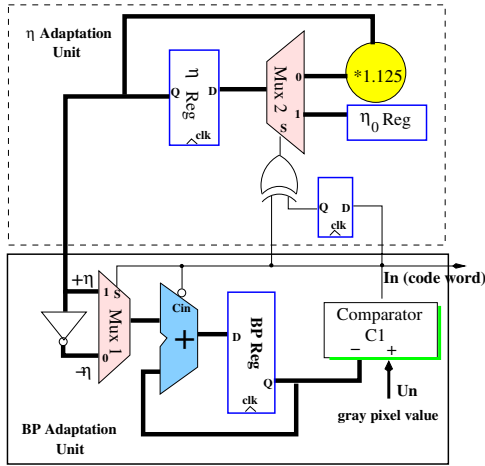 η Adaptation
Unit
Q η Reg D
clk
Mux 2
0
1
S
*1.125
η0 Reg
Q D
clk
In (code word)
+η
1 S
Mux 1
0
-η
Cin
+
D BP Reg
Q
clk
Comparator
C1
− +
Un
gray pixel value
BP Adaptation
Unit